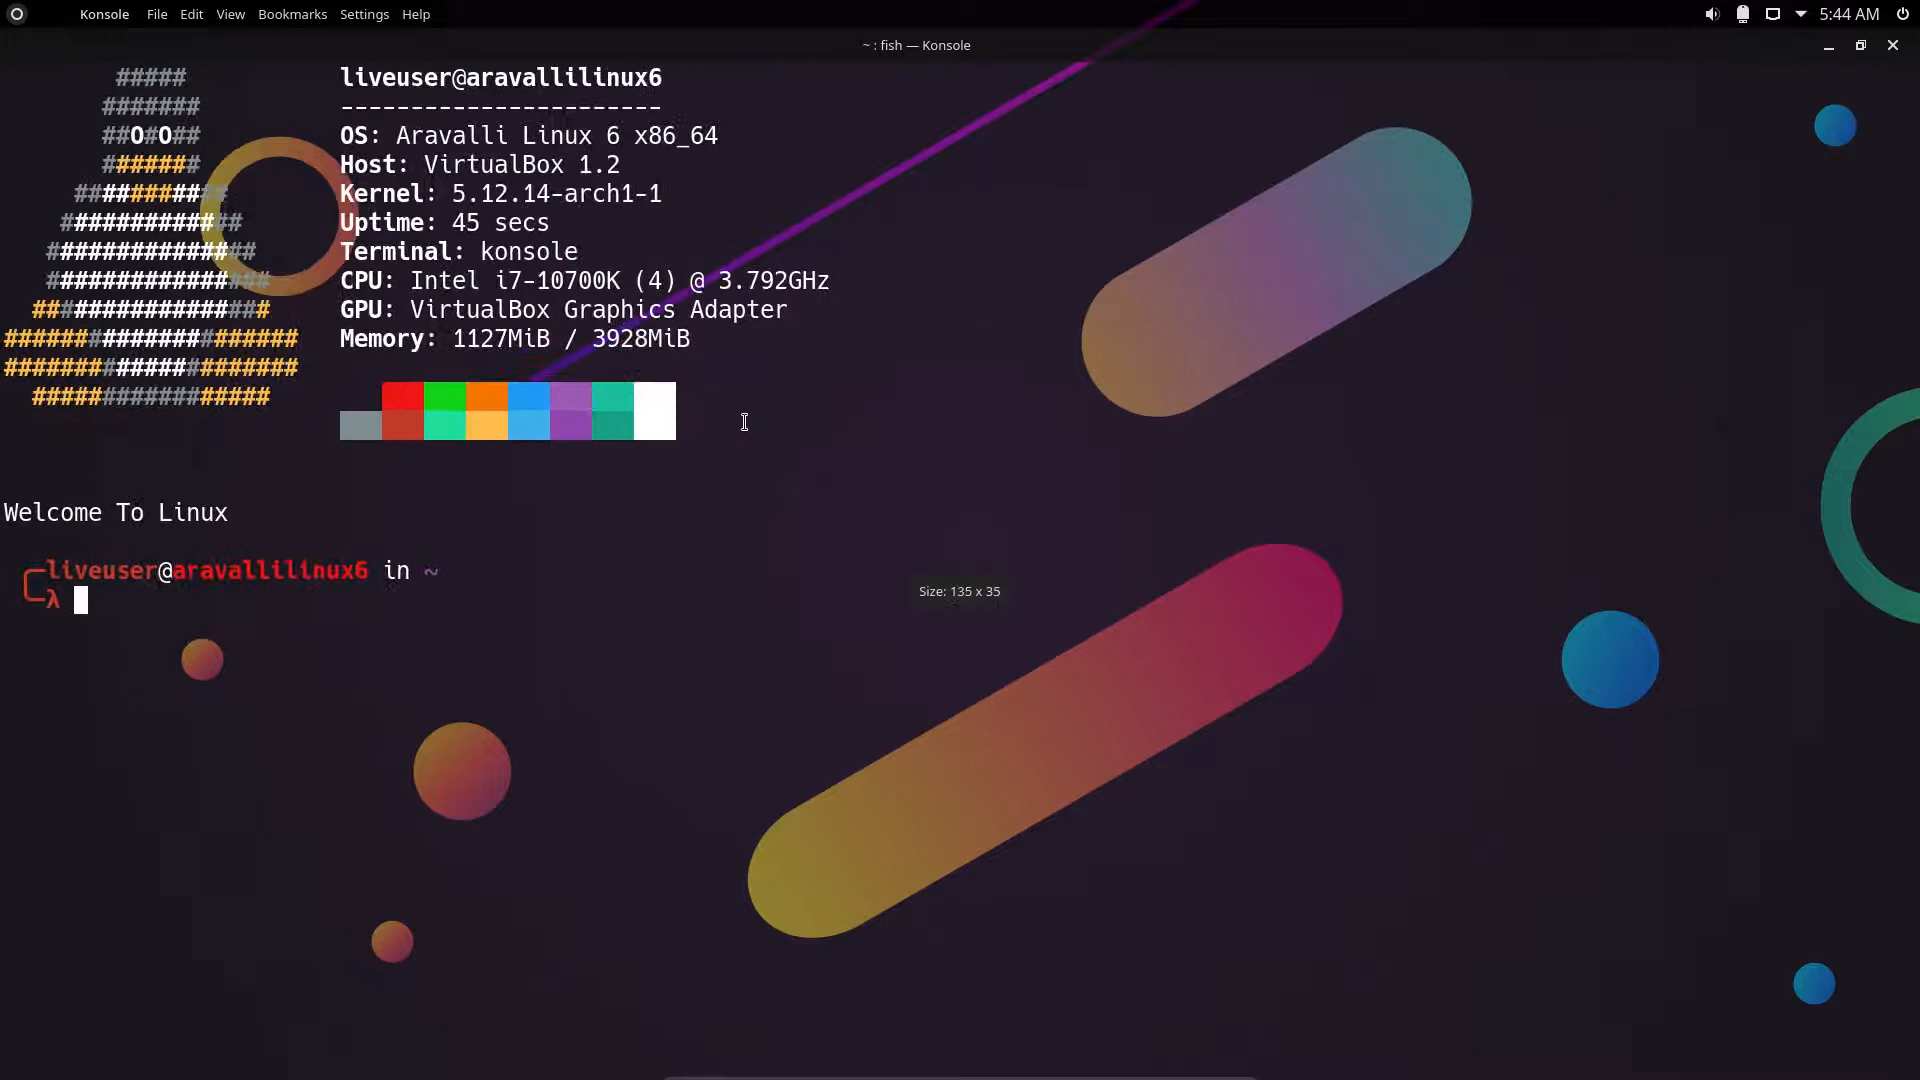 Konsole File Edit View Bookmarks Settings Help 5:44 AM
~ : fish — Konsole
#####
#######
##O#O##
#######
###########
#############
###############
################
#################
#####################
#####################
#################
liveuser@aravallilinux6
-----------------------
OS: Aravalli Linux 6 x86_64
Host: VirtualBox 1.2
Kernel: 5.12.14-arch1-1
Uptime: 45 secs
Terminal: konsole
CPU: Intel i7-10700K (4) @ 3.792GHz
GPU: VirtualBox Graphics Adapter
Memory: 1127MiB / 3928MiB
Welcome To Linux
╭─liveuser@aravallilinux6 in ~
╰─λ
Size: 135 x 35